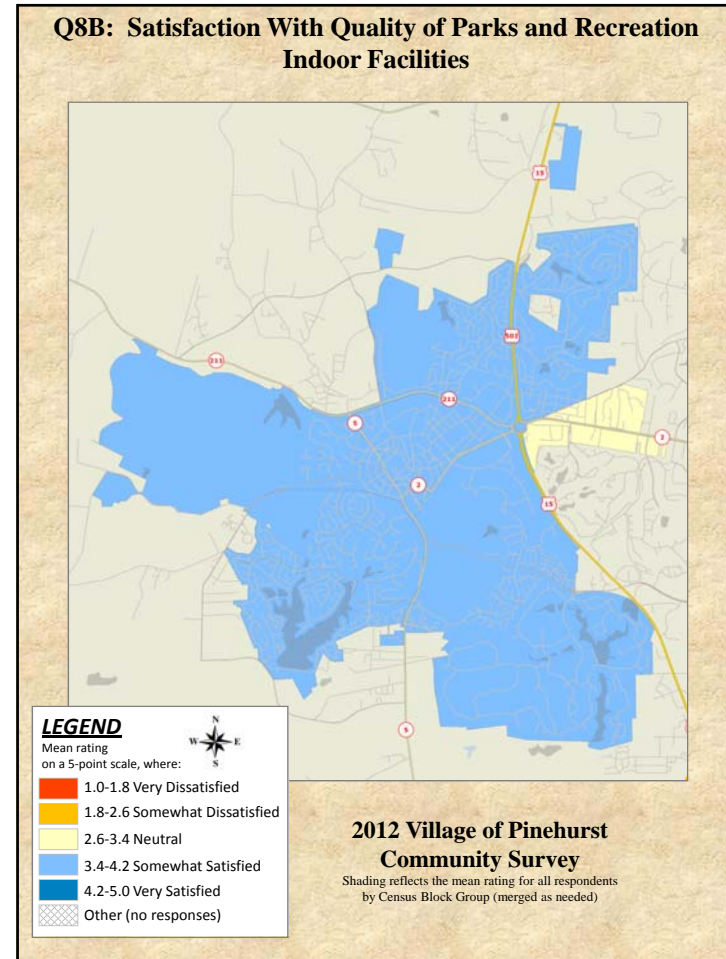 Q8B: Satisfaction With Quality of Parks and Recreation
Indoor Facilities
15
501
211
211
5
2
2
15
5
LEGEND
Mean rating
on a 5-point scale, where:
N
W E
S
1.0-1.8 Very Dissatisfied
1.8-2.6 Somewhat Dissatisfied
2.6-3.4 Neutral
3.4-4.2 Somewhat Satisfied
4.2-5.0 Very Satisfied
Other (no responses)
2012 Village of Pinehurst
Community Survey
Shading reflects the mean rating for all respondents
by Census Block Group (merged as needed)